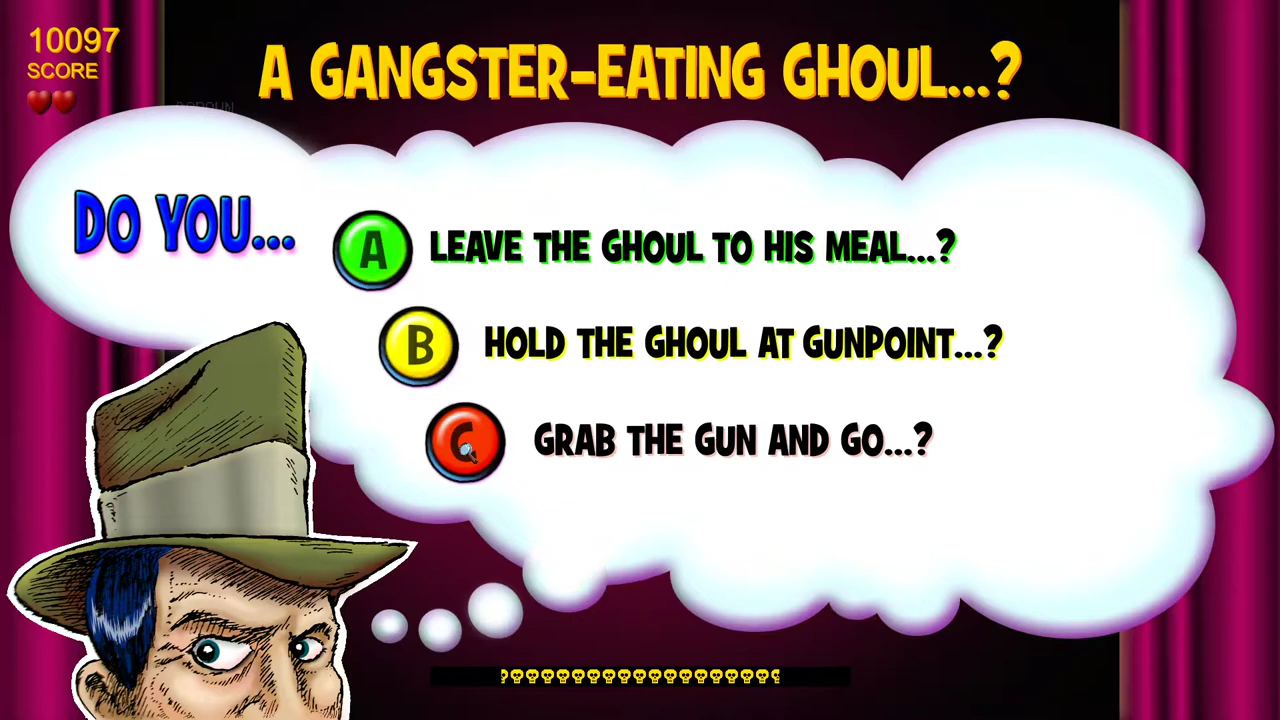 10097
SCORE
A GANGSTER-EATING GHOUL...?
DO YOU...
A LEAVE THE GHOUL TO HIS MEAL...?
B HOLD THE GHOUL AT GUNPOINT...?
C GRAB THE GUN AND GO...?